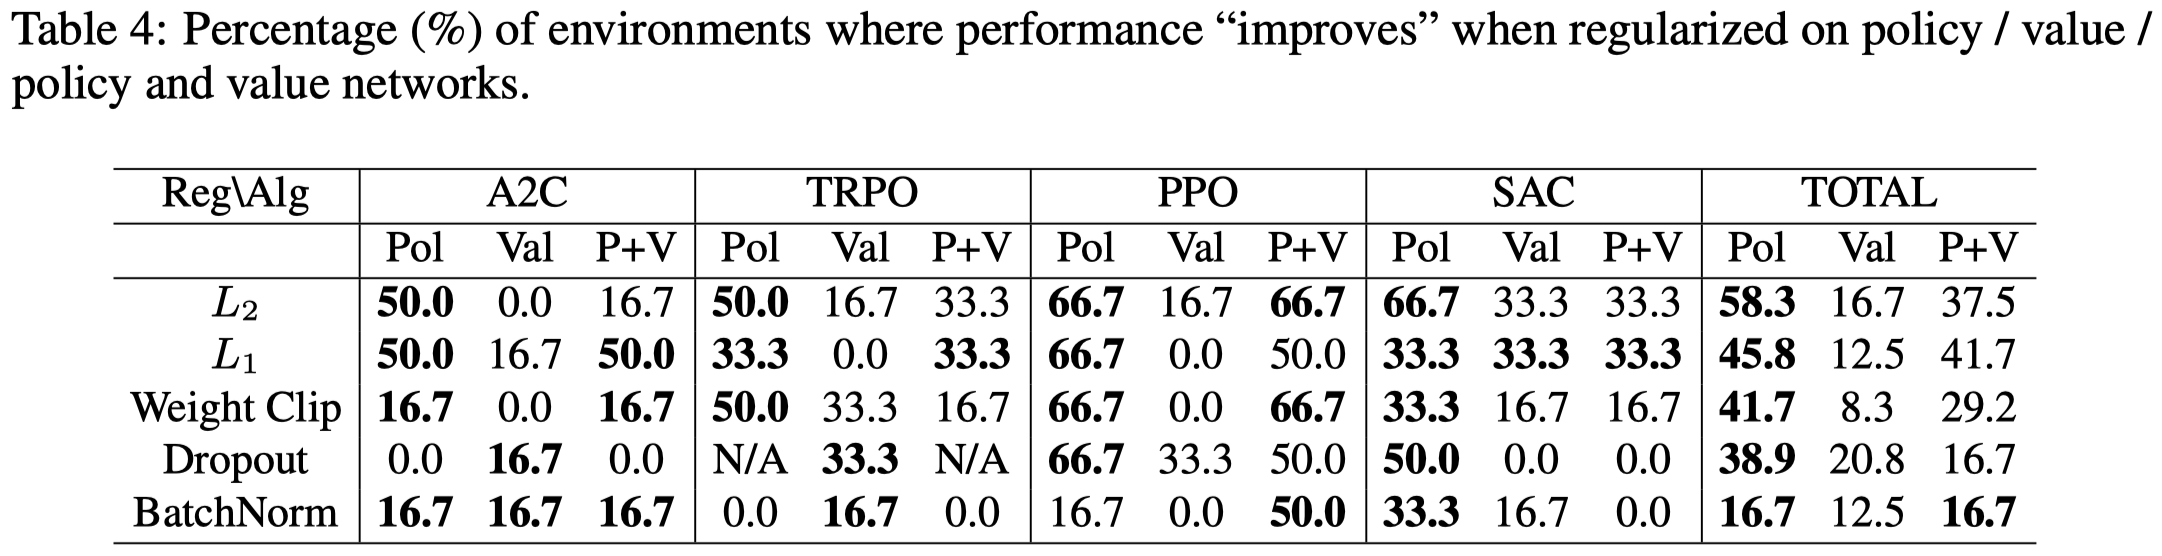 Table 4: Percentage (%) of environments where performance “improves” when regularized on policy / value /
policy and value networks.
Reg\Alg A2C TRPO PPO SAC TOTAL
Pol Val P+V Pol Val P+V Pol Val P+V Pol Val P+V Pol Val P+V
L2 50.0 0.0 16.7 50.0 16.7 33.3 66.7 16.7 66.7 66.7 33.3 33.3 58.3 16.7 37.5
L1 50.0 16.7 50.0 33.3 0.0 33.3 66.7 0.0 50.0 33.3 33.3 33.3 45.8 12.5 41.7
Weight Clip 16.7 0.0 16.7 50.0 33.3 16.7 66.7 0.0 66.7 33.3 16.7 16.7 41.7 8.3 29.2
Dropout 0.0 16.7 0.0 N/A 33.3 N/A 66.7 33.3 50.0 50.0 0.0 0.0 38.9 20.8 16.7
BatchNorm 16.7 16.7 16.7 0.0 16.7 0.0 16.7 0.0 50.0 33.3 16.7 0.0 16.7 12.5 16.7